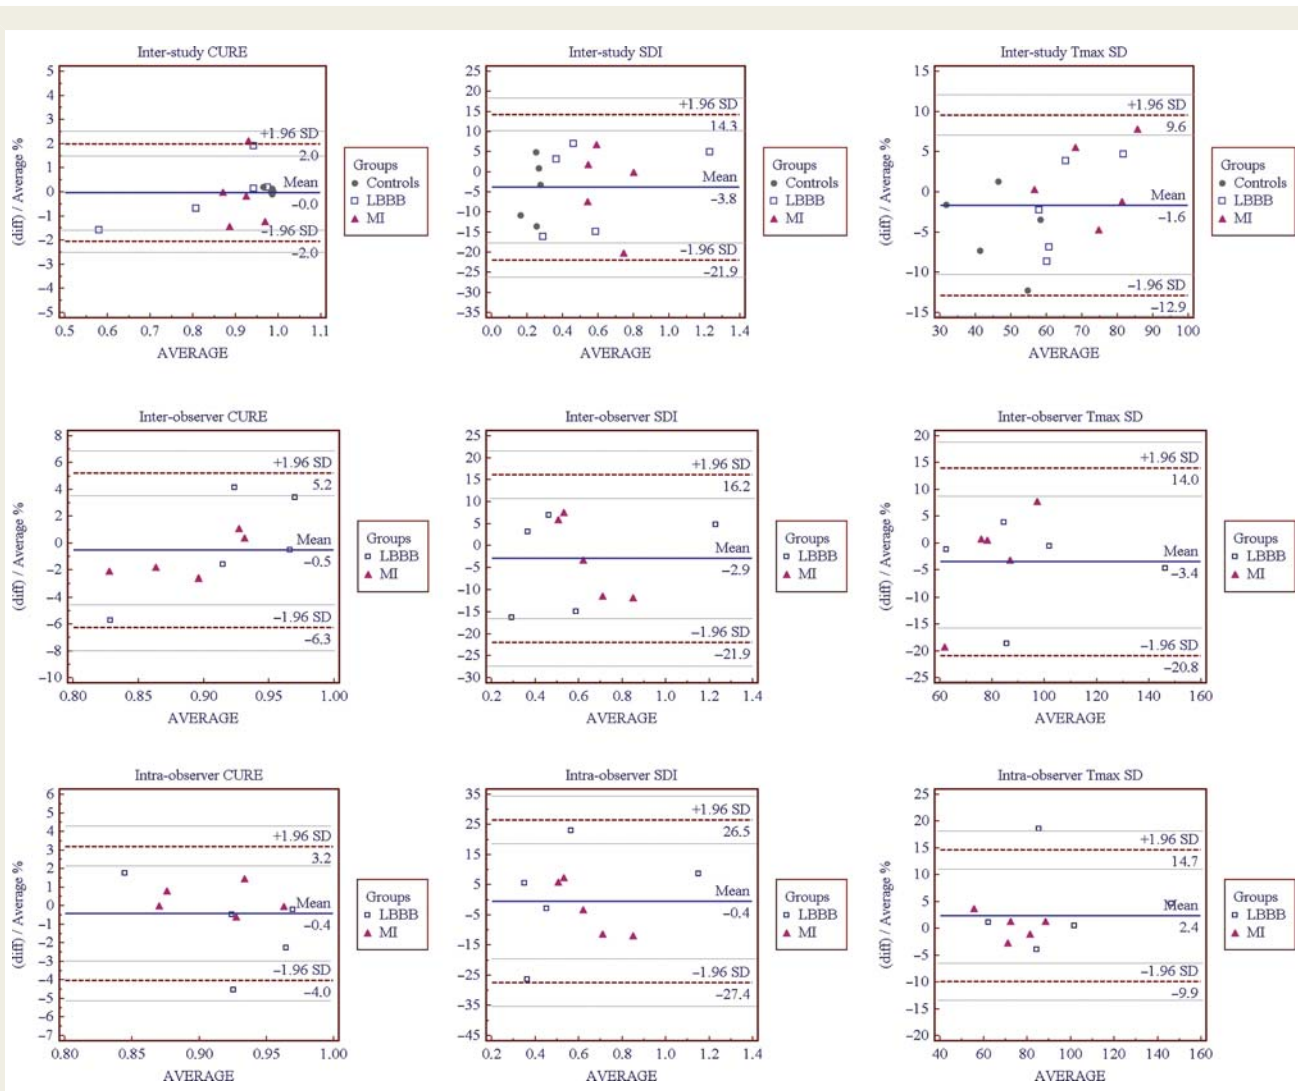 Inter-study CURE
5
4
3
2
1
0
−1
−2
−3
−4
−5
(diff) / Average %
+1.96 SD
2.0
Mean
−0.0
−1.96 SD
−2.0
0.5 0.6 0.7 0.8 0.9 1.0 1.1
AVERAGE
Groups
Controls
LBBB
MI
Inter-study SDI
25
20
15
10
5
0
−5
−10
−15
−20
−25
−30
−35
+1.96 SD
14.3
Mean
−3.8
−1.96 SD
−21.9
0.0 0.2 0.4 0.6 0.8 1.0 1.2 1.4
AVERAGE
Groups
Controls
LBBB
MI
Inter-study Tmax SD
15
10
5
0
−5
−10
−15
(diff) / Average %
+1.96 SD
9.6
Mean
−1.6
−1.96 SD
−12.9
30 40 50 60 70 80 90 100
AVERAGE
Groups
Controls
LBBB
MI
Inter-observer CURE
8
6
4
2
0
−2
−4
−6
−8
−10
(diff) / Average %
+1.96 SD
5.2
Mean
−0.5
−1.96 SD
−6.3
0.80 0.85 0.90 0.95 1.00
AVERAGE
Groups
LBBB
MI
Inter-observer SDI
25
20
15
10
5
0
−5
−10
−15
−20
−25
−30
+1.96 SD
16.2
Mean
−2.9
−1.96 SD
−21.9
0.2 0.4 0.6 0.8 1.0 1.2 1.4
AVERAGE
Groups
LBBB
MI
Inter-observer Tmax SD
20
15
10
5
0
−5
−10
−15
−20
−25
(diff) / Average %
+1.96 SD
14.0
Mean
−3.4
−1.96 SD
−20.8
60 80 100 120 140 160
AVERAGE
Groups
LBBB
MI
Intra-observer CURE
6
5
4
3
2
1
0
−1
−2
−3
−4
−5
−6
−7
(diff) / Average %
+1.96 SD
3.2
Mean
−0.4
−1.96 SD
−4.0
0.80 0.85 0.90 0.95 1.00
AVERAGE
Groups
LBBB
MI
Intra-observer SDI
35
25
15
5
−5
−15
−25
−35
−45
+1.96 SD
26.5
Mean
−0.4
−1.96 SD
−27.4
0.2 0.4 0.6 0.8 1.0 1.2 1.4
AVERAGE
Groups
LBBB
MI
Intra-observer Tmax SD
25
20
15
10
5
0
−5
−10
−15
−20
(diff) / Average %
+1.96 SD
14.7
Mean
2.4
−1.96 SD
−9.9
40 60 80 100 120 140 160
AVERAGE
Groups
LBBB
MI